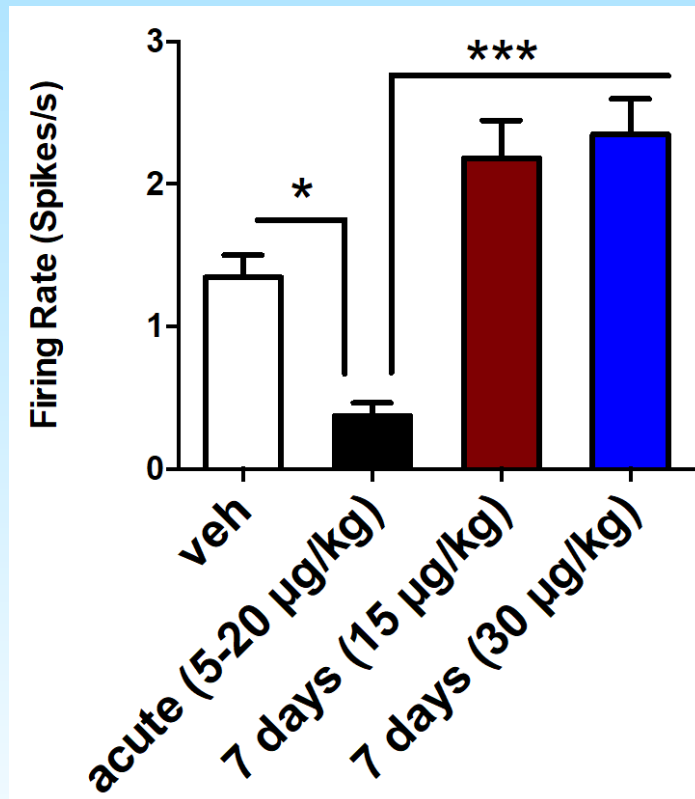 3
***
*
2
1
0
Firing Rate (Spikes/s)
veh
acute (5-20 µg/kg)
7 days (15 µg/kg)
7 days (30 µg/kg)